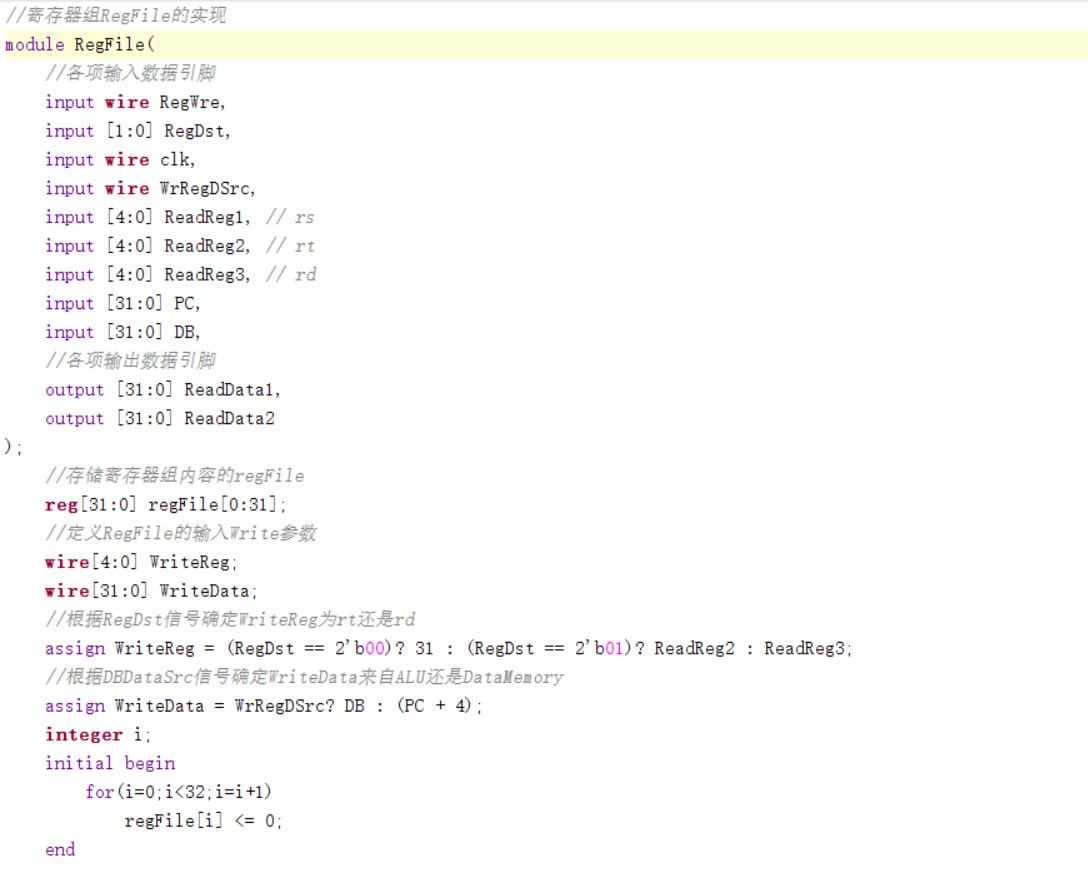 //寄存器组RegFile的实现
module RegFile(
    //各项输入数据引脚
    input wire RegWre,
    input [1:0] RegDst,
    input wire clk,
    input wire WrRegDSrc,
    input [4:0] ReadReg1, // rs
    input [4:0] ReadReg2, // rt
    input [4:0] ReadReg3, // rd
    input [31:0] PC,
    input [31:0] DB,
    //各项输出数据引脚
    output [31:0] ReadData1,
    output [31:0] ReadData2
);
    //存储寄存器组内容的regFile
    reg[31:0] regFile[0:31];
    //定义RegFile的输入Write参数
    wire[4:0] WriteReg;
    wire[31:0] WriteData;
    //根据RegDst信号确定WriteReg为rt还是rd
    assign WriteReg = (RegDst == 2'b00)? 31 : (RegDst == 2'b01)? ReadReg2 : ReadReg3;
    //根据DBDataSrc信号确定WriteData来自ALU还是DataMemory
    assign WriteData = WrRegDSrc? DB : (PC + 4);
    integer i;
    initial begin
        for(i=0;i<32;i=i+1)
            regFile[i] <= 0;
    end